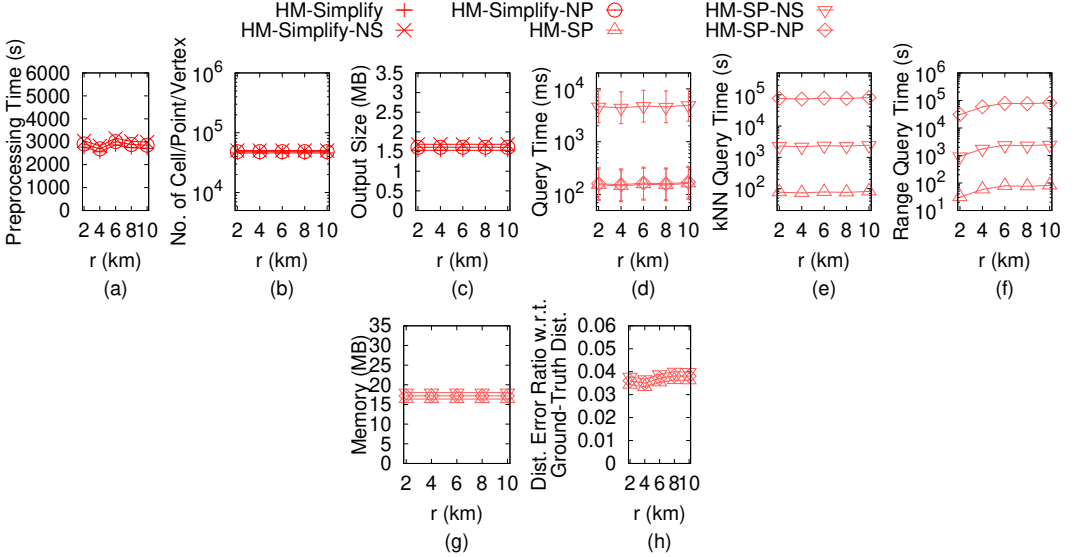 HM-Simplify
HM-Simplify-NS
HM-Simplify-NP
HM-SP
HM-SP-NS
HM-SP-NP
Preprocessing Time (s)
6000
5000
4000
3000
2000
1000
0
2 4 6 8 10
r (km)
(a)
No. of Cell/Point/Vertex
10^6
10^5
10^4
2 4 6 8 10
r (km)
(b)
Output Size (MB)
3.5
3
2.5
2
1.5
1
0.5
0
2 4 6 8 10
r (km)
(c)
Query Time (ms)
10^4
10^3
10^2
2 4 6 8 10
r (km)
(d)
kNN Query Time (s)
10^5
10^4
10^3
10^2
2 4 6 8 10
r (km)
(e)
Range Query Time (s)
10^6
10^5
10^4
10^3
10^2
10^1
2 4 6 8 10
r (km)
(f)
Memory (MB)
35
30
25
20
15
10
5
0
2 4 6 8 10
r (km)
(g)
Dist. Error Ratio w.r.t.
Ground-Truth Dist.
0.06
0.05
0.04
0.03
0.02
0.01
0
2 4 6 8 10
r (km)
(h)